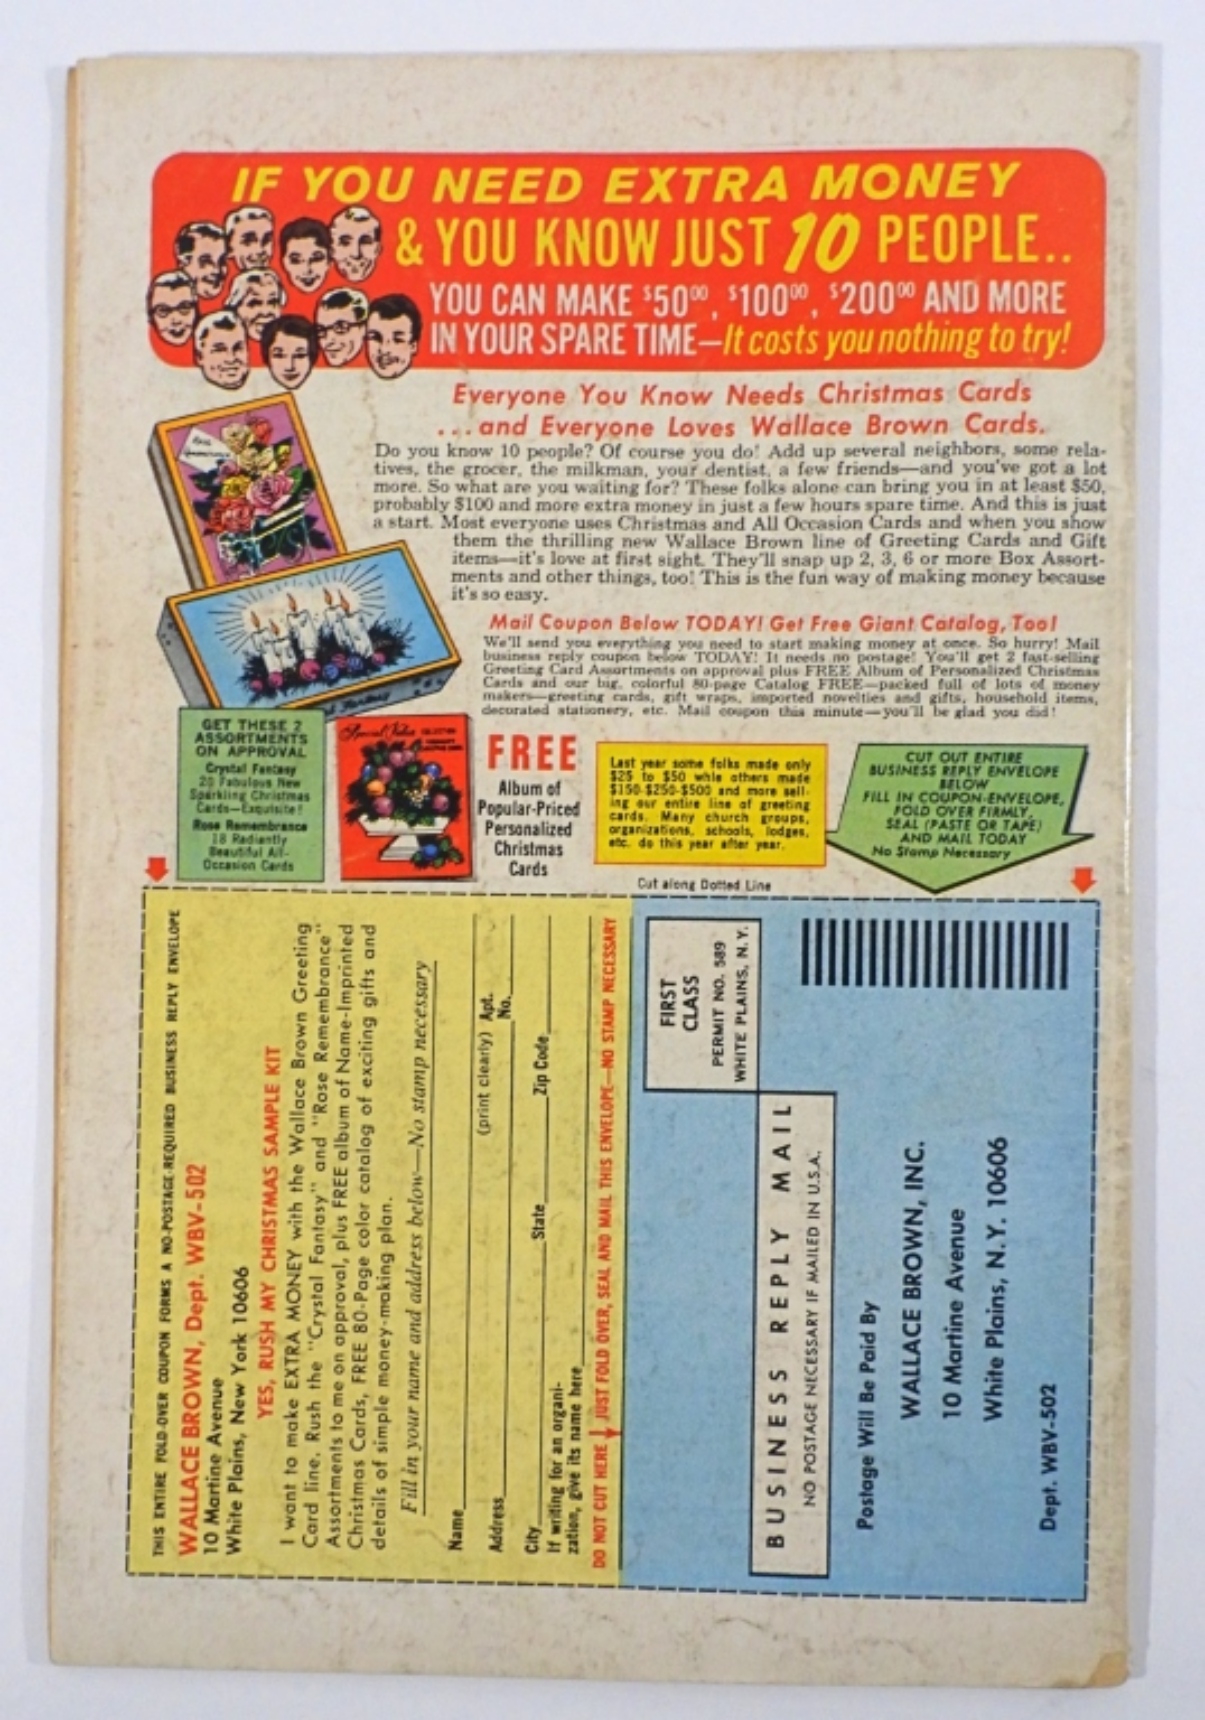 IF YOU NEED EXTRA MONEY
& YOU KNOW JUST 10 PEOPLE..
YOU CAN MAKE $50⁰⁰, $100⁰⁰, $200⁰⁰ AND MORE
IN YOUR SPARE TIME—It costs you nothing to try!
Everyone You Know Needs Christmas Cards
...and Everyone Loves Wallace Brown Cards.
Do you know 10 people? Of course you do! Add up several neighbors, some rela-
tives, the grocer, the milkman, your dentist, a few friends—and you've got a lot
more. So what are you waiting for? These folks alone can bring you in at least $50,
probably $100 and more extra money in just a few hours spare time. And this is just
a start. Most everyone uses Christmas and All Occasion Cards and when you show
them the thrilling new Wallace Brown line of Greeting Cards and Gift
items—it's love at first sight. They'll snap up 2, 3, 6 or more Box Assort-
ments and other things, too! This is the fun way of making money because
it's so easy.
Mail Coupon Below TODAY! Get Free Giant Catalog, Too!
We'll send you everything you need to start making money at once. So hurry! Mail
business reply coupon below TODAY! It needs no postage! You'll get 2 fast-selling
Greeting Card Assortments on approval plus FREE Album of Personalized Christmas
Cards and our big, colorful 80-page Catalog FREE—packed full of lots of money
makers—greeting cards, gift wraps, imported novelties and gifts, household items,
decorated stationery, etc. Mail coupon this minute—you'll be glad you did!
GET THESE 2
ASSORTMENTS
ON APPROVAL
Crystal Fantasy
20 Fabulous New
Sparkling Christmas
Cards—Exquisite!
Rose Remembrance
18 Radiantly
Beautiful All-
Occasion Cards
Special Value
FREE
Album of
Popular-Priced
Personalized
Christmas
Cards
Last year some folks made only
$25 to $50 while others made
$150-$250-$500 and more sell-
ing our entire line of greeting
cards. Many church groups,
organizations, schools, lodges,
etc. do this year after year.
CUT OUT ENTIRE
BUSINESS REPLY ENVELOPE
BELOW
FILL IN COUPON-ENVELOPE,
FOLD OVER FIRMLY,
SEAL (PASTE OR TAPE)
AND MAIL TODAY
No Stamp Necessary
Cut along Dotted Line
THIS ENTIRE FOLD-OVER COUPON FORMS A NO-POSTAGE-REQUIRED BUSINESS REPLY ENVELOPE
WALLACE BROWN, Dept. WBV-502
10 Martine Avenue
White Plains, New York 10606
YES, RUSH MY CHRISTMAS SAMPLE KIT
I want to make EXTRA MONEY with the Wallace Brown Greeting
Card line. Rush the "Crystal Fantasy" and "Rose Remembrance"
Assortments to me on approval, plus FREE album of Name-Imprinted
Christmas Cards, FREE 80-Page color catalog of exciting gifts and
details of simple money-making plan.
Fill in your name and address below—No stamp necessary
Name
(print clearly)
Address Apt. No.
City State Zip Code
If writing for an organi-
zation, give its name here
DO NOT CUT HERE JUST FOLD OVER, SEAL AND MAIL THIS ENVELOPE—NO STAMP NECESSARY
FIRST
CLASS
PERMIT NO. 589
WHITE PLAINS, N.Y.
BUSINESS REPLY MAIL
NO POSTAGE NECESSARY IF MAILED IN U.S.A.
Postage Will Be Paid By
WALLACE BROWN, INC.
10 Martine Avenue
White Plains, N.Y. 10606
Dept. WBV-502